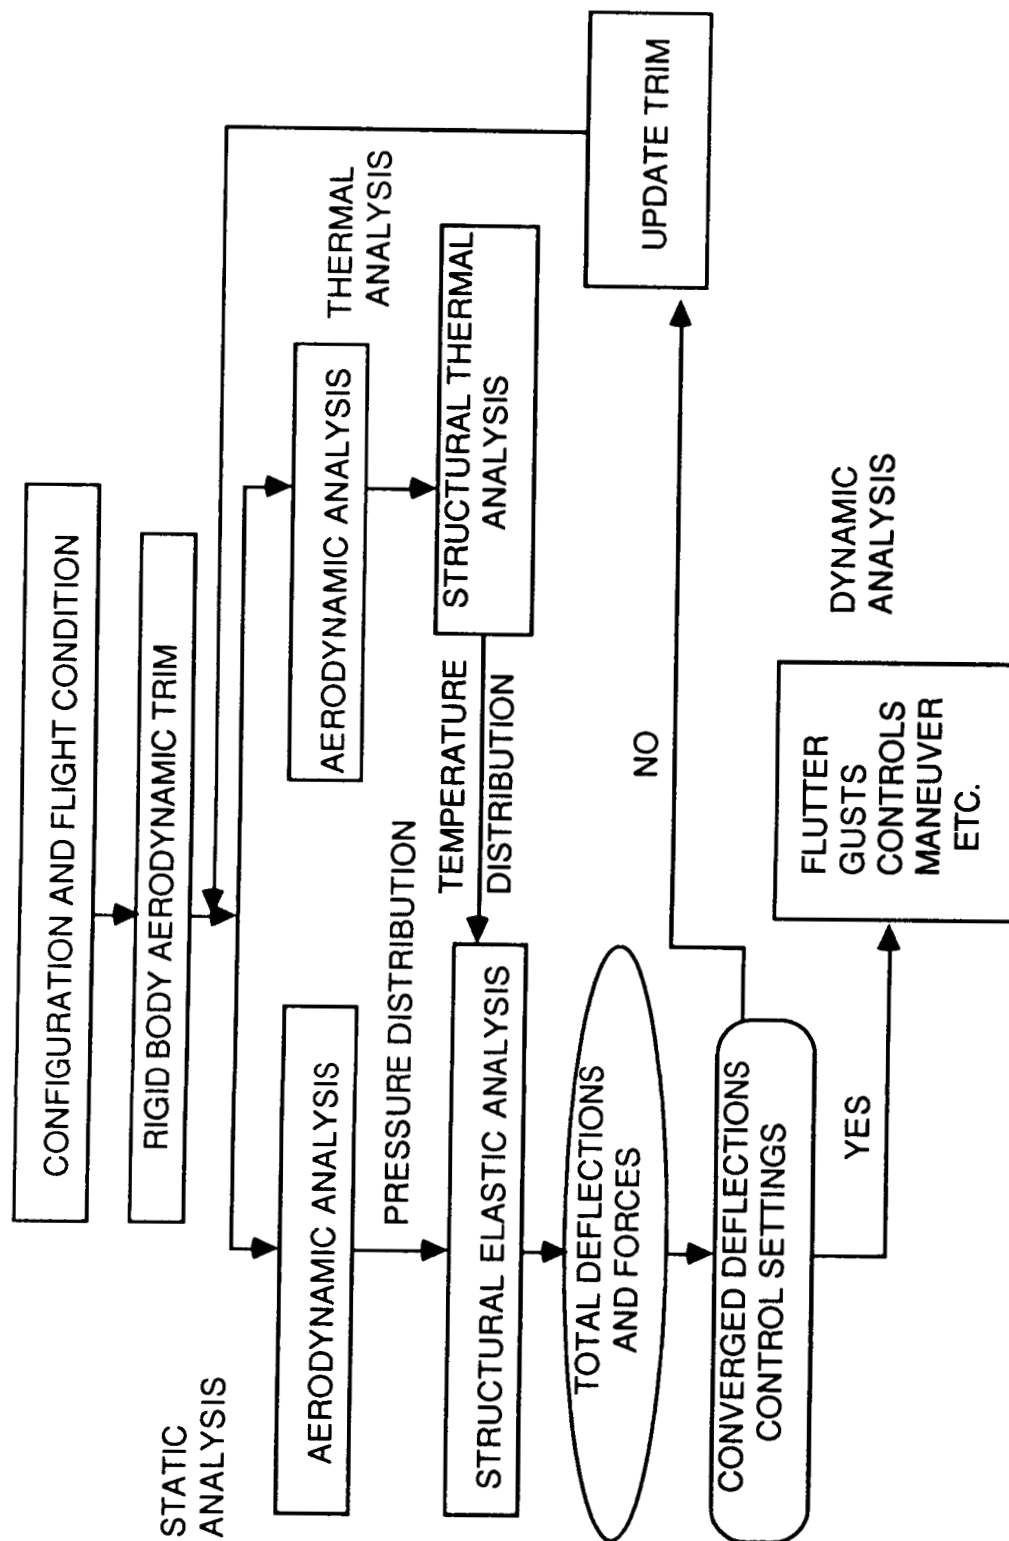 CONFIGURATION AND FLIGHT CONDITION
RIGID BODY AERODYNAMIC TRIM
STATIC
ANALYSIS
AERODYNAMIC ANALYSIS
AERODYNAMIC ANALYSIS
THERMAL
ANALYSIS
PRESSURE DISTRIBUTION
TEMPERATURE
DISTRIBUTION
STRUCTURAL THERMAL
ANALYSIS
STRUCTURAL ELASTIC ANALYSIS
TOTAL DEFLECTIONS
AND FORCES
NO
UPDATE TRIM
CONVERGED DEFLECTIONS
CONTROL SETTINGS
YES
FLUTTER
GUSTS
CONTROLS
MANEUVER
ETC.
DYNAMIC
ANALYSIS